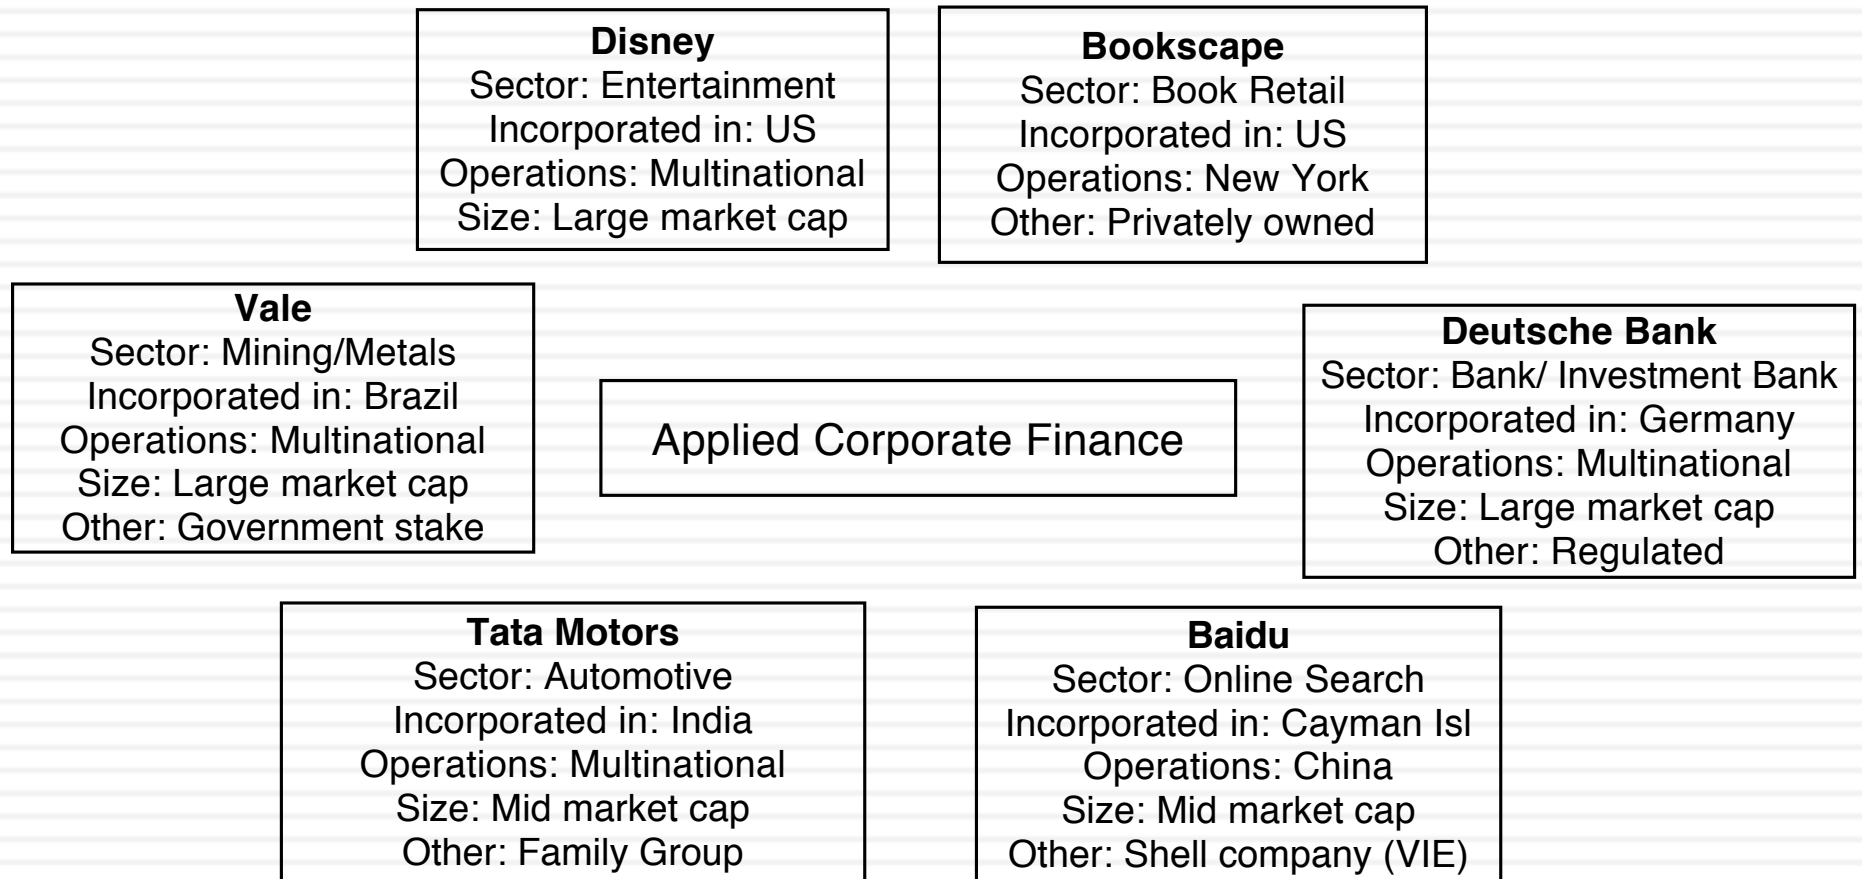 Disney
Sector: Entertainment
Incorporated in: US
Operations: Multinational
Size: Large market cap
Bookscape
Sector: Book Retail
Incorporated in: US
Operations: New York
Other: Privately owned
Vale
Sector: Mining/Metals
Incorporated in: Brazil
Operations: Multinational
Size: Large market cap
Other: Government stake
Applied Corporate Finance
Deutsche Bank
Sector: Bank/ Investment Bank
Incorporated in: Germany
Operations: Multinational
Size: Large market cap
Other: Regulated
Tata Motors
Sector: Automotive
Incorporated in: India
Operations: Multinational
Size: Mid market cap
Other: Family Group
Baidu
Sector: Online Search
Incorporated in: Cayman Isl
Operations: China
Size: Mid market cap
Other: Shell company (VIE)